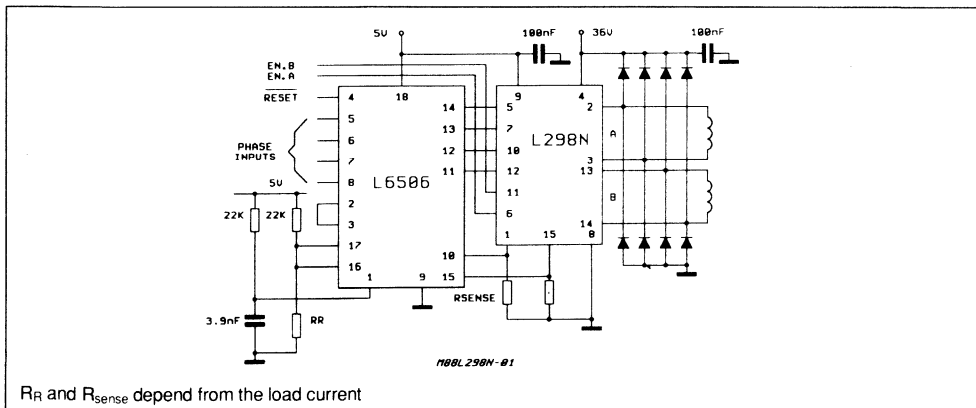 5V
100nF
36V
100nF
EN.B
EN.A
RESET
4
18
9
4
5
14
5
2
6
13
7
L298N
A
PHASE
INPUTS
7
12
10
3
8
L6506
11
12
13
5V
2
11
B
22K
22K
3
6
14
17
1
15
8
16
10
1
9
15
RSENSE
3.9nF
RR
M88L298N-01
RR and Rsense depend from the load current